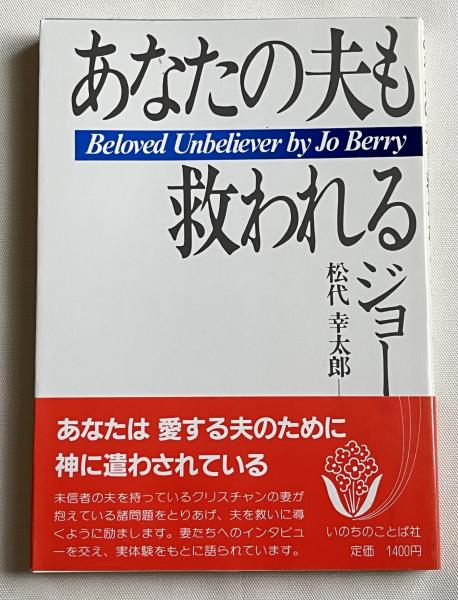 あなたの夫も
Beloved Unbeliever by Jo Berry
救われる
ジョー
松代 幸太郎
あなたは 愛する夫のために
神に遣わされている
未信者の夫を持っているクリスチャンの妻が
抱えている諸問題をとりあげ、夫を救いに導
くように励まします。妻たちへのインタビュ
ーを交え、実体験をもとに語られています。
いのちのことば社
定価 1400円